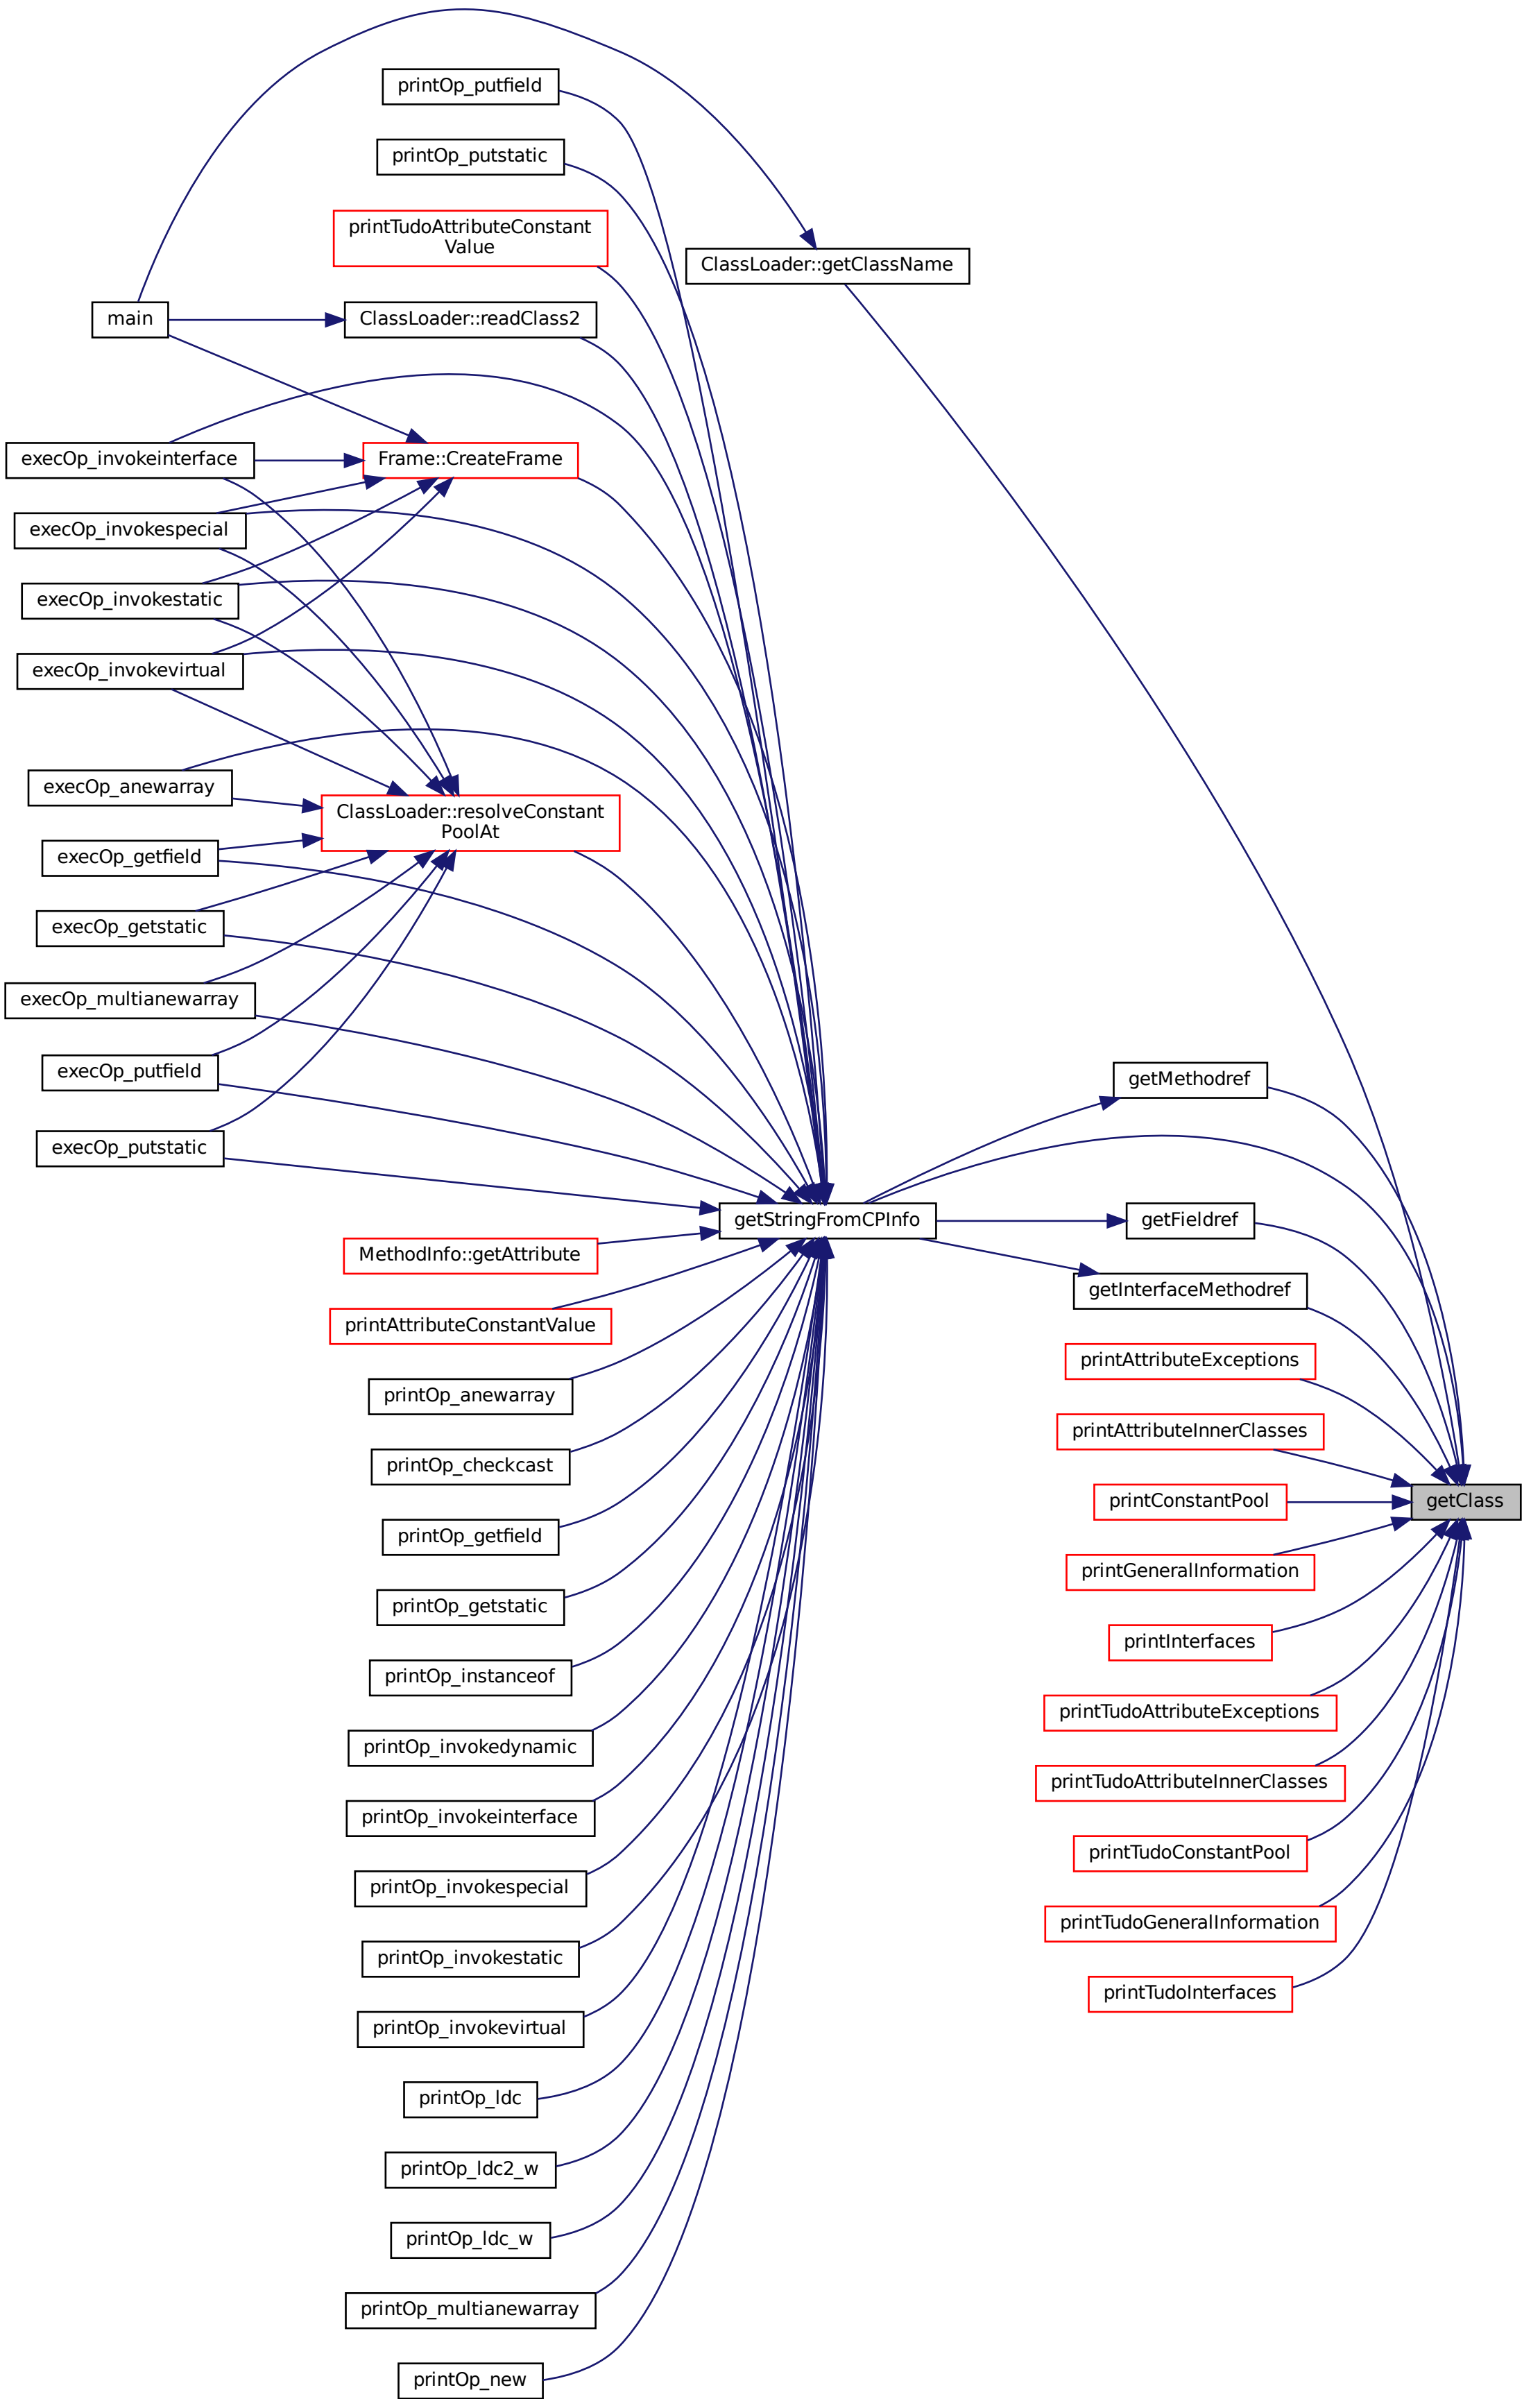 printOp_putfield
printOp_putstatic
printTudoAttributeConstant
Value
ClassLoader::getClassName
main
ClassLoader::readClass2
execOp_invokeinterface
Frame::CreateFrame
execOp_invokespecial
execOp_invokestatic
execOp_invokevirtual
execOp_anewarray
ClassLoader::resolveConstant
PoolAt
execOp_getfield
execOp_getstatic
execOp_multianewarray
execOp_putfield
execOp_putstatic
getMethodref
getStringFromCPInfo
getFieldref
MethodInfo::getAttribute
getInterfaceMethodref
printAttributeConstantValue
printAttributeExceptions
printOp_anewarray
printAttributeInnerClasses
printOp_checkcast
printConstantPool
getClass
printOp_getfield
printGeneralInformation
printOp_getstatic
printInterfaces
printOp_instanceof
printTudoAttributeExceptions
printOp_invokedynamic
printTudoAttributeInnerClasses
printOp_invokeinterface
printTudoConstantPool
printOp_invokespecial
printTudoGeneralInformation
printOp_invokestatic
printTudoInterfaces
printOp_invokevirtual
printOp_ldc
printOp_ldc2_w
printOp_ldc_w
printOp_multianewarray
printOp_new